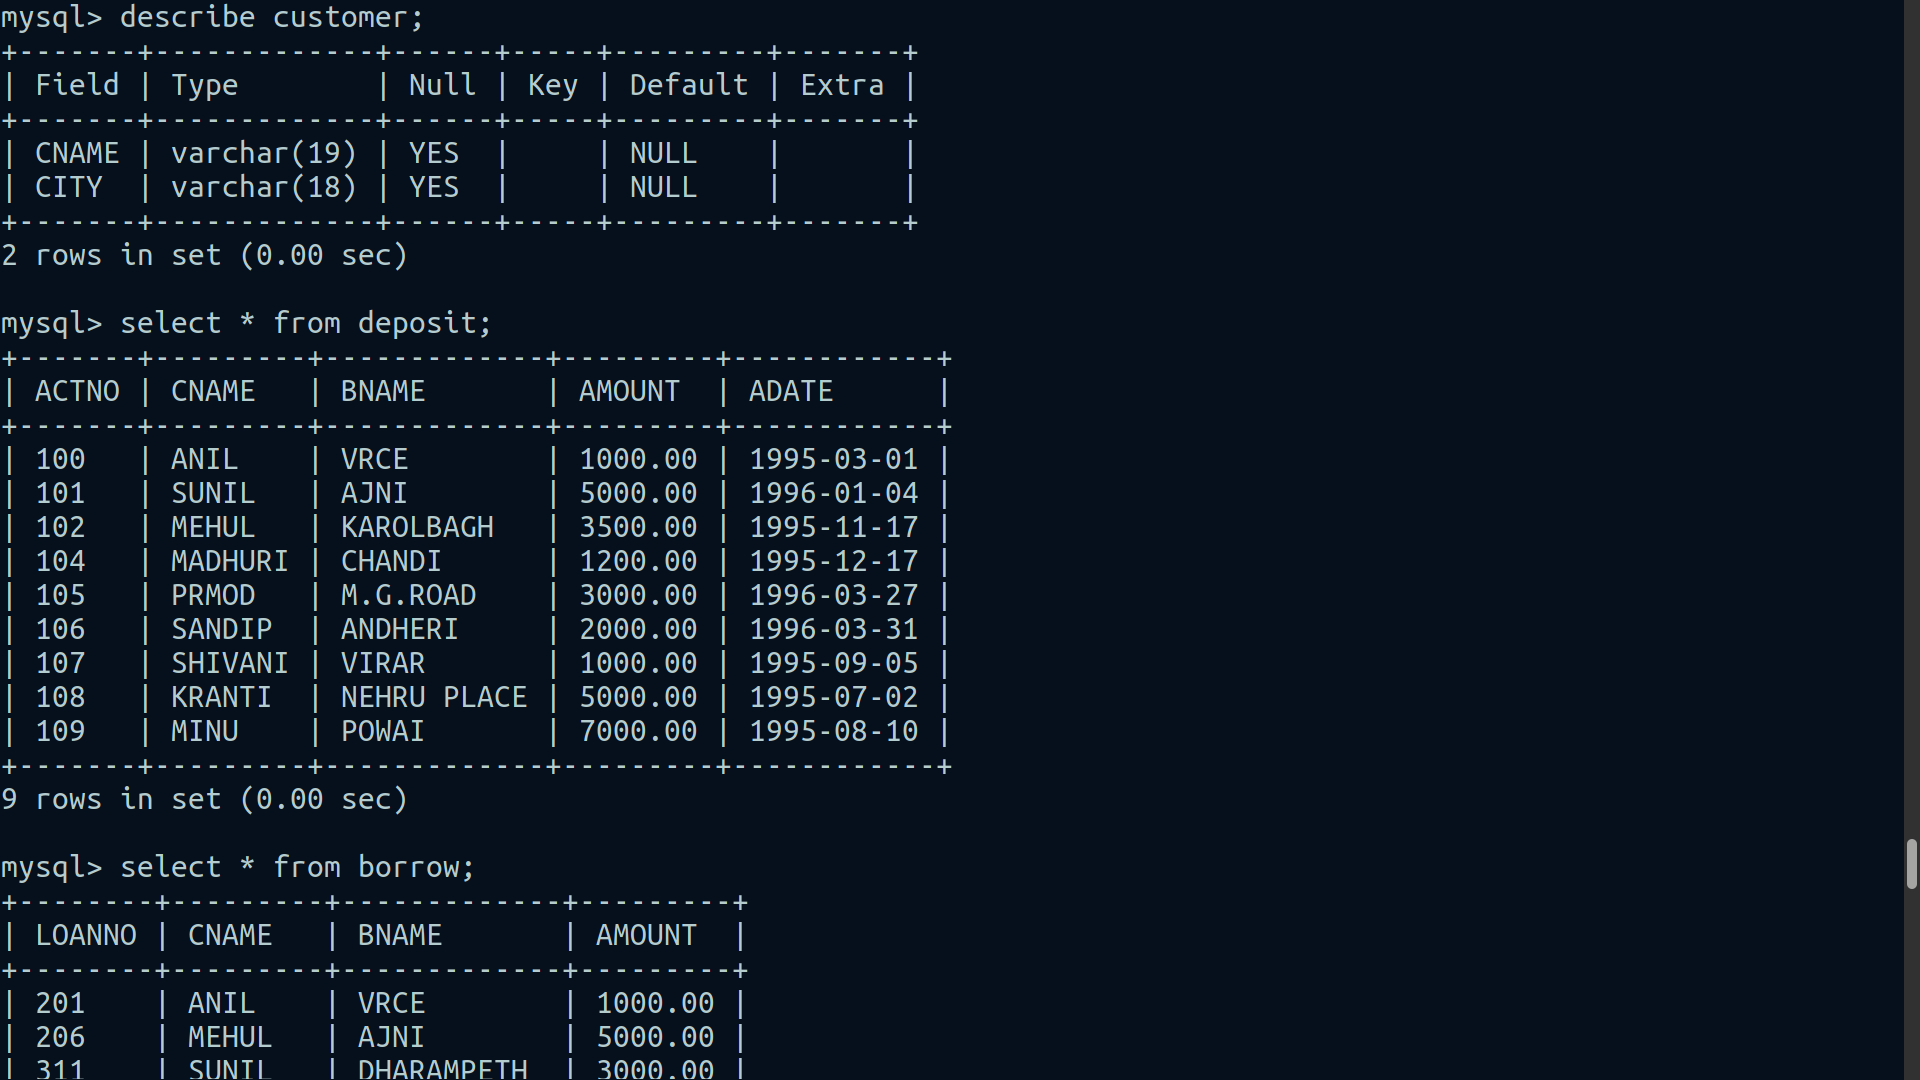 mysql> describe customer;
+-------+-------------+------+-----+---------+-------+
| Field | Type        | Null | Key | Default | Extra |
+-------+-------------+------+-----+---------+-------+
| CNAME | varchar(19) | YES  |     | NULL    |       |
| CITY  | varchar(18) | YES  |     | NULL    |       |
+-------+-------------+------+-----+---------+-------+
2 rows in set (0.00 sec)

mysql> select * from deposit;
+-------+---------+-------------+---------+------------+
| ACTNO | CNAME   | BNAME       | AMOUNT  | ADATE      |
+-------+---------+-------------+---------+------------+
| 100   | ANIL    | VRCE        | 1000.00 | 1995-03-01 |
| 101   | SUNIL   | AJNI        | 5000.00 | 1996-01-04 |
| 102   | MEHUL   | KAROLBAGH   | 3500.00 | 1995-11-17 |
| 104   | MADHURI | CHANDI      | 1200.00 | 1995-12-17 |
| 105   | PRMOD   | M.G.ROAD    | 3000.00 | 1996-03-27 |
| 106   | SANDIP  | ANDHERI     | 2000.00 | 1996-03-31 |
| 107   | SHIVANI | VIRAR       | 1000.00 | 1995-09-05 |
| 108   | KRANTI  | NEHRU PLACE | 5000.00 | 1995-07-02 |
| 109   | MINU    | POWAI       | 7000.00 | 1995-08-10 |
+-------+---------+-------------+---------+------------+
9 rows in set (0.00 sec)

mysql> select * from borrow;
+--------+---------+-------------+---------+
| LOANNO | CNAME   | BNAME       | AMOUNT  |
+--------+---------+-------------+---------+
| 201    | ANIL    | VRCE        | 1000.00 |
| 206    | MEHUL   | AJNI        | 5000.00 |
| 311    | SUNIL   | DHARAMPETH  | 3000.00 |